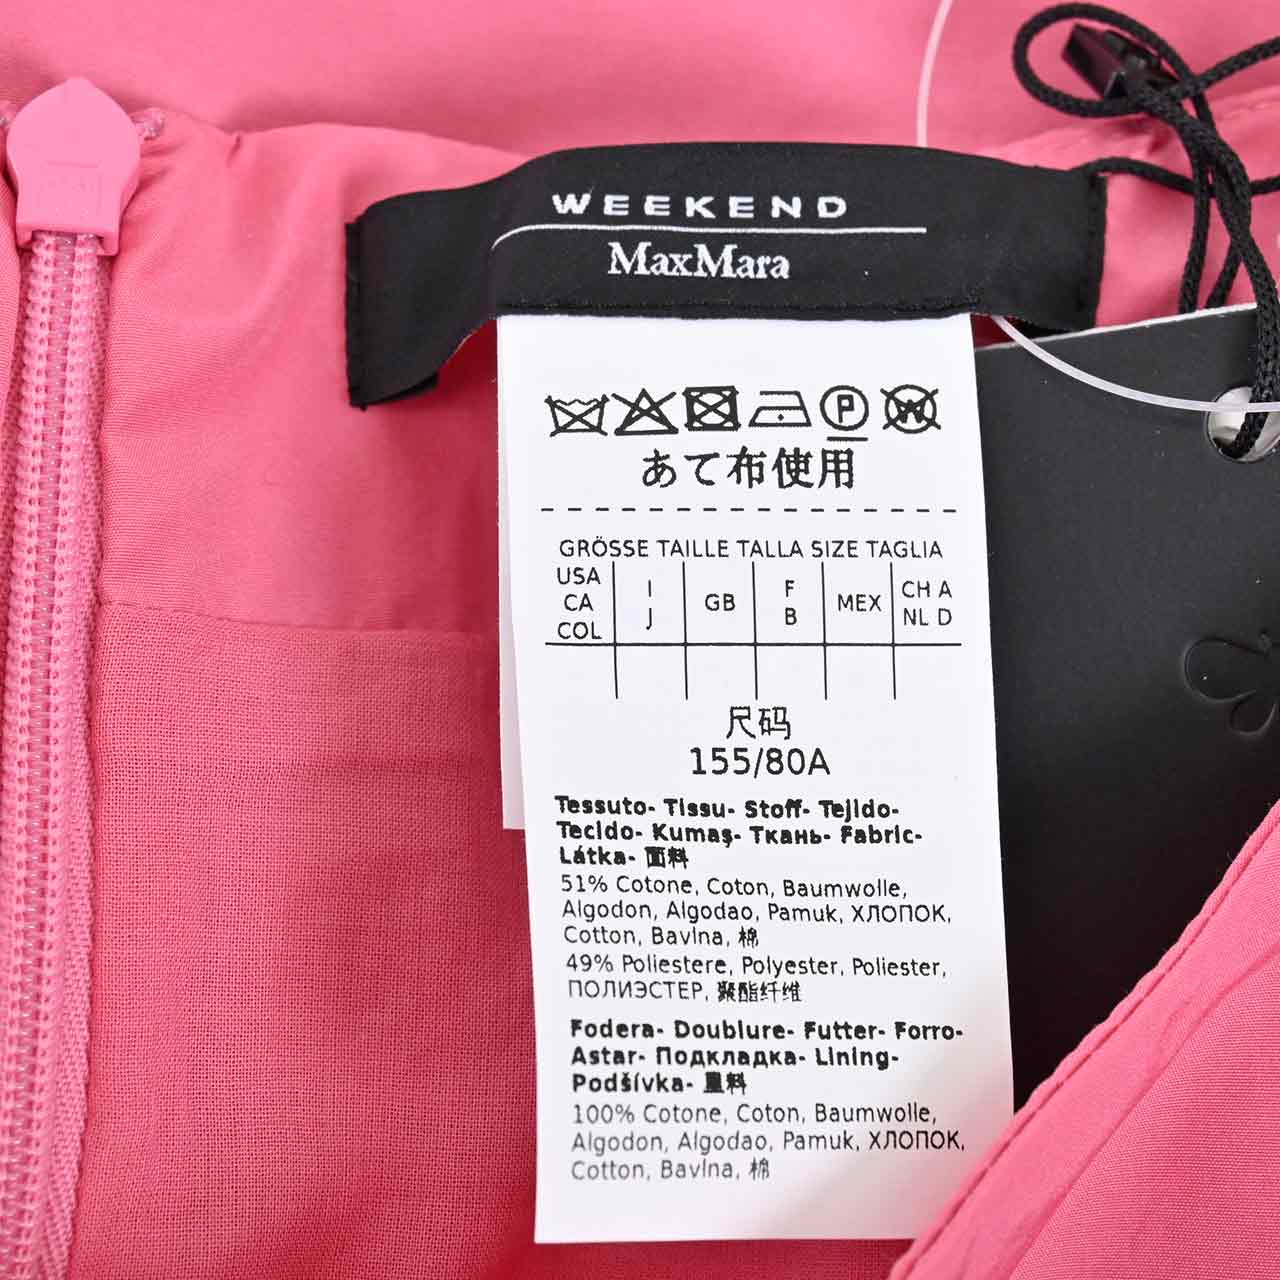 WEEKEND
MaxMara
P W
あて布使用
GRÖSSE TAILLE TALLA SIZE TAGLIA
USA CA COL | I J | GB | F B | MEX | CH A NL D
尺码
155/80A
Tessuto- Tissu- Stoff- Tejido-
Tecido- Kumaş- Ткань- Fabric-
Látka- 面料
51% Cotone, Coton, Baumwolle,
Algodon, Algodao, Pamuk, ХЛОПОК,
Cotton, Bavlna, 棉
49% Poliestere, Polyester, Poliester,
ПОЛИЭСТЕР, 聚酯纤维
Fodera- Doublure- Futter- Forro-
Astar- Подкладка- Lining-
Podšívka- 里料
100% Cotone, Coton, Baumwolle,
Algodon, Algodao, Pamuk, ХЛОПОК,
Cotton, Bavlna, 棉